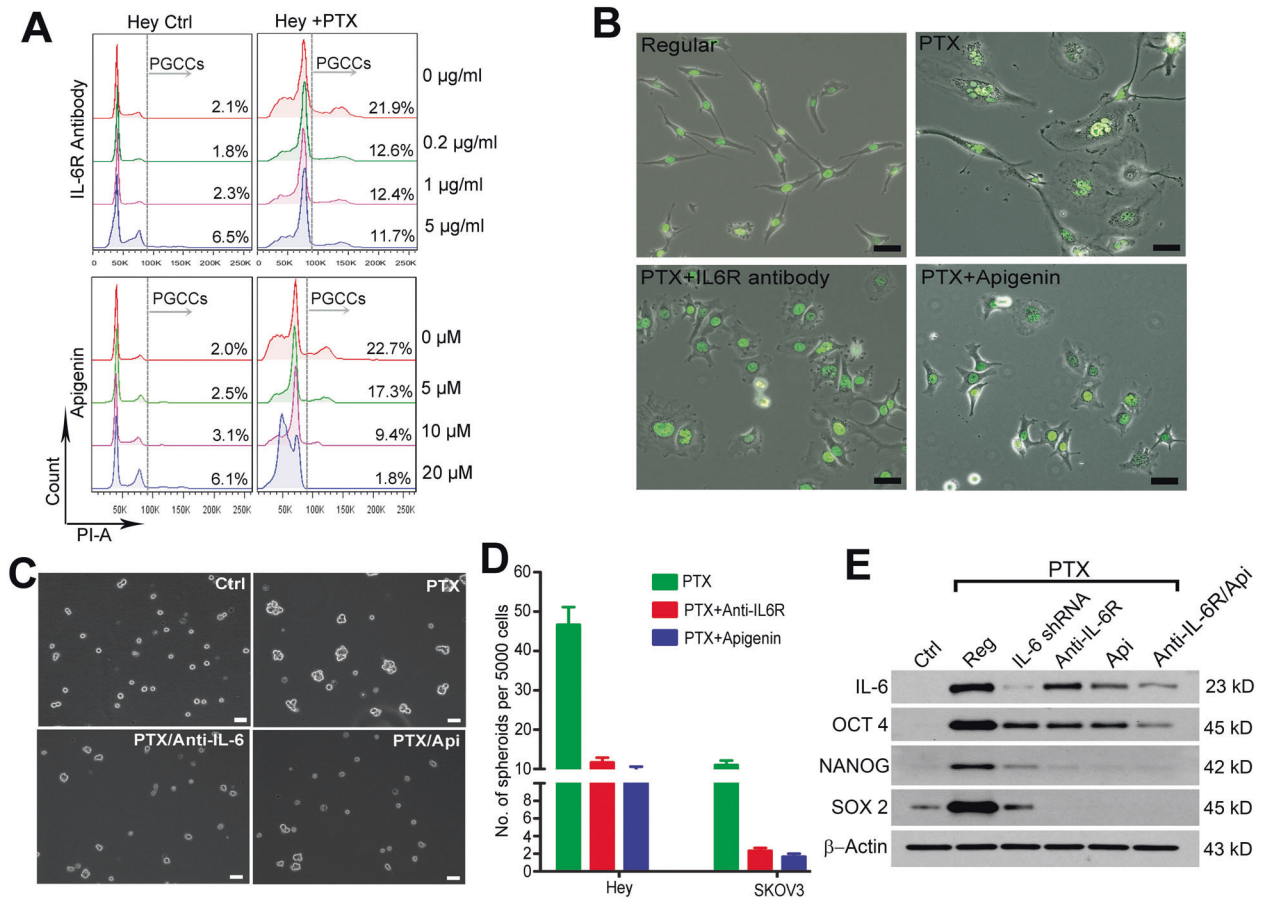 A
Hey Ctrl
Hey +PTX
IL-6R Antibody
PGCCs
PGCCs
2.1%
21.9%
0 µg/ml
1.8%
12.6%
0.2 µg/ml
2.3%
12.4%
1 µg/ml
6.5%
11.7%
5 µg/ml
0 50K 100K 150K 200K 250K
0 50K 100K 150K 200K 250K
Apigenin
PGCCs
PGCCs
2.0%
22.7%
0 µM
2.5%
17.3%
5 µM
3.1%
9.4%
10 µM
6.1%
1.8%
20 µM
50K 100K 150K 200K 250K
50K 100K 150K 200K 250K
Count
PI-A
B
Regular
PTX
PTX+IL6R antibody
PTX+Apigenin
C
Ctrl
PTX
PTX/Anti-IL-6
PTX/Api
D
No. of spheroids per 5000 cells
60
50
40
30
20
10
8
6
4
2
0
PTX
PTX+Anti-IL6R
PTX+Apigenin
Hey
SKOV3
E
PTX
Ctrl
Reg
IL-6 shRNA
Anti-IL-6R
Api
Anti-IL-6R/Api
IL-6
23 kD
OCT 4
45 kD
NANOG
42 kD
SOX 2
45 kD
β–Actin
43 kD